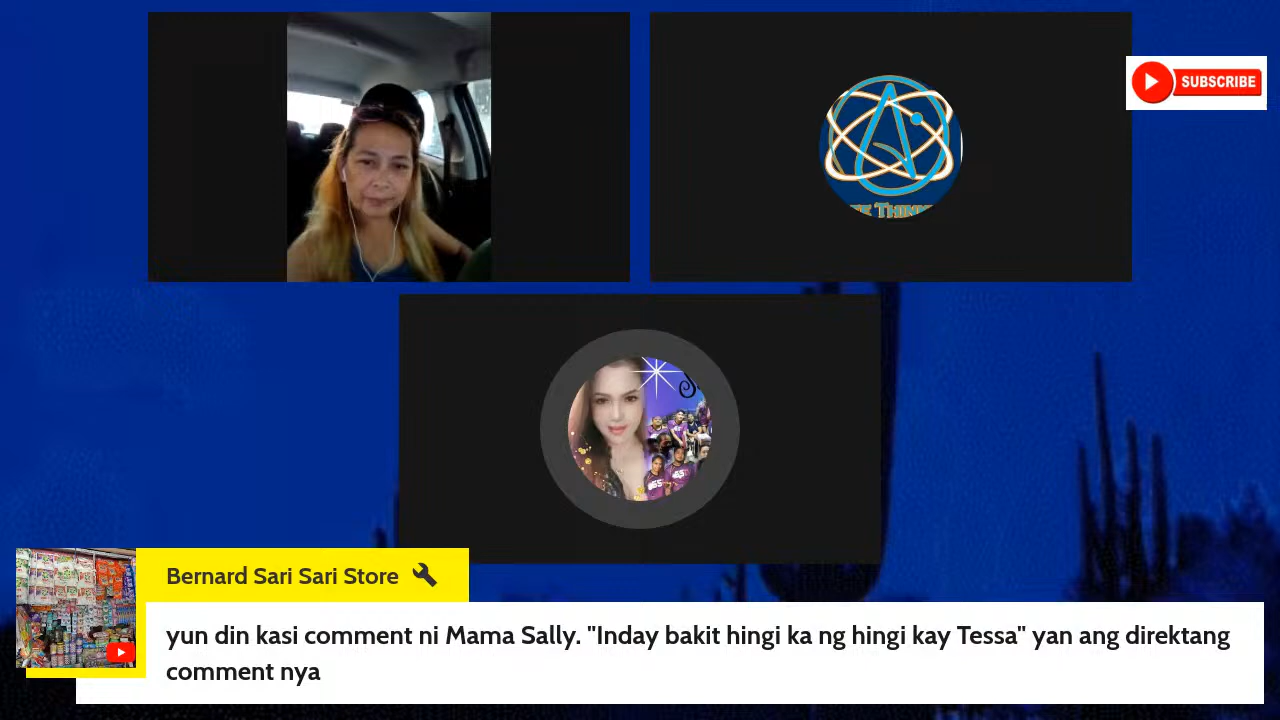 SUBSCRIBE
Bernard Sari Sari Store
yun din kasi comment ni Mama Sally. "Inday bakit hingi ka ng hingi kay Tessa" yan ang direktang
comment nya